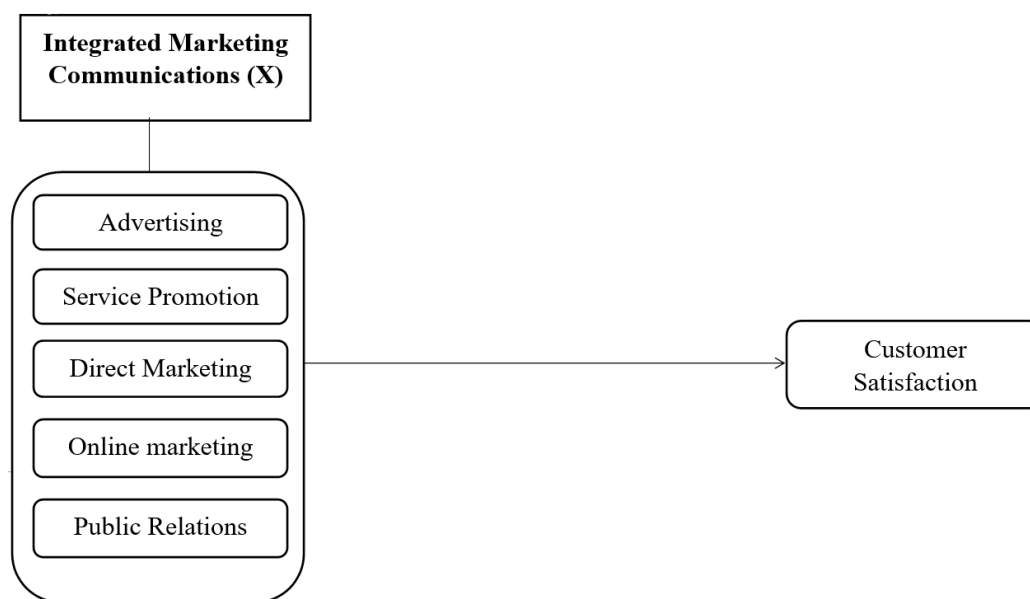 Integrated Marketing
Communications (X)
Advertising
Service Promotion
Direct Marketing
Online marketing
Public Relations
Customer
Satisfaction